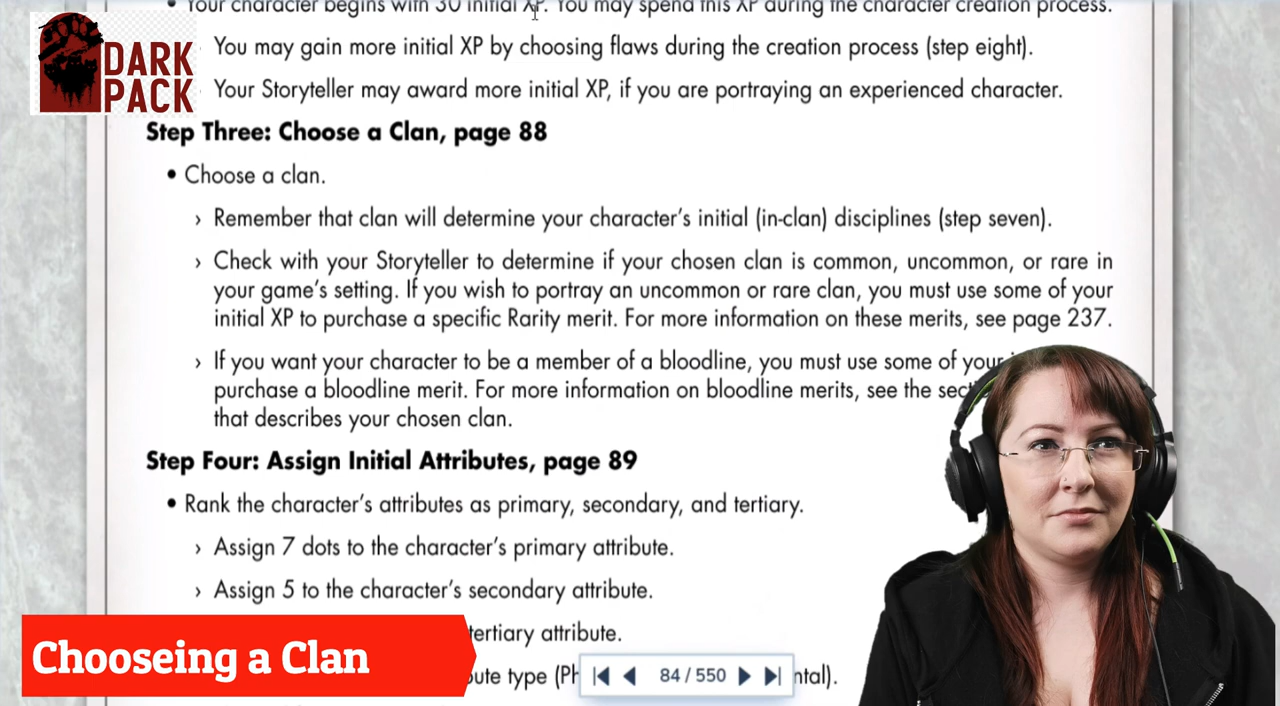 • Your character begins with 30 initial XP. You may spend this XP during the character creation process.
DARK
PACK
You may gain more initial XP by choosing flaws during the creation process (step eight).
Your Storyteller may award more initial XP, if you are portraying an experienced character.
Step Three: Choose a Clan, page 88
• Choose a clan.
› Remember that clan will determine your character's initial (in-clan) disciplines (step seven).
› Check with your Storyteller to determine if your chosen clan is common, uncommon, or rare in
your game's setting. If you wish to portray an uncommon or rare clan, you must use some of your
initial XP to purchase a specific Rarity merit. For more information on these merits, see page 237.
› If you want your character to be a member of a bloodline, you must use some of your
purchase a bloodline merit. For more information on bloodline merits, see the
that describes your chosen clan.
Step Four: Assign Initial Attributes, page 89
• Rank the character's attributes as primary, secondary, and tertiary.
› Assign 7 dots to the character's primary attribute.
› Assign 5 to the character's secondary attribute.
tertiary attribute.
Chooseing a Clan
type (
84 / 550